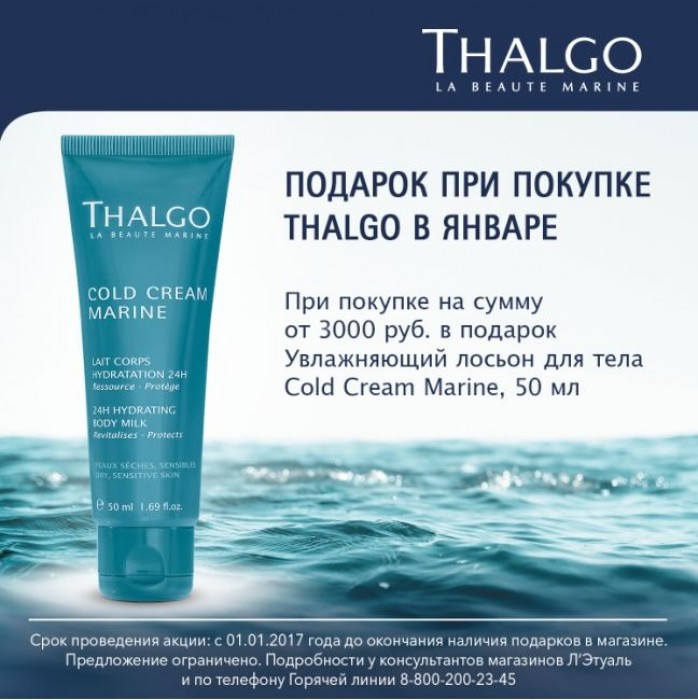 THALGO
LA BEAUTE MARINE
THALGO
LA BEAUTE MARINE
COLD CREAM
MARINE
LAIT CORPS
HYDRATATION 24H
Ressource - Protège
24H HYDRATING
BODY MILK
Revitalises - Protects
PEAUX SÈCHES, SENSIBLES
DRY, SENSITIVE SKIN
e 50 ml 1.69 fl.oz.
ПОДАРОК ПРИ ПОКУПКЕ
THALGO В ЯНВАРЕ
При покупке на сумму
от 3000 руб. в подарок
Увлажняющий лосьон для тела
Cold Cream Marine, 50 мл
Срок проведения акции: с 01.01.2017 года до окончания наличия подарков в магазине.
Предложение ограничено. Подробности у консультантов магазинов Л’Этуаль
и по телефону Горячей линии 8-800-200-23-45